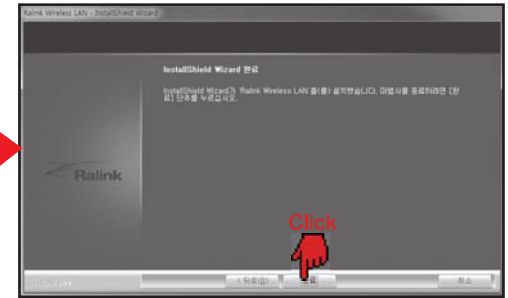 Ralink Wireless LAN - InstallShield Wizard
InstallShield Wizard 완료
InstallShield Wizard가 'Ralink Wireless LAN'을(를) 설치했습니다. 마법사를 종료하려면 [완
료] 단추를 누르십시오.
Ralink
Click
InstallShield
< 뒤로(B)
완료
취소